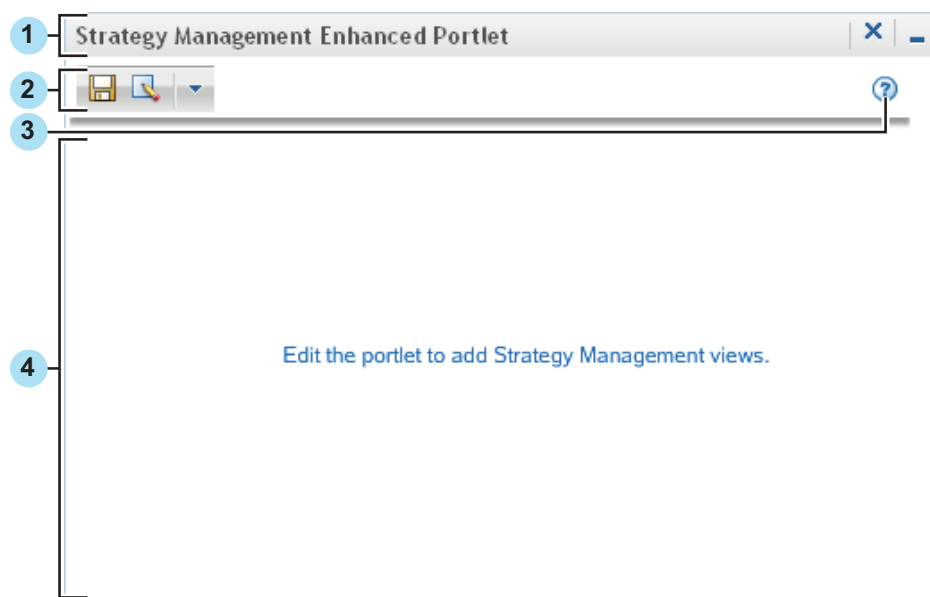 1
Strategy Management Enhanced Portlet
2
3
4
Edit the portlet to add Strategy Management views.